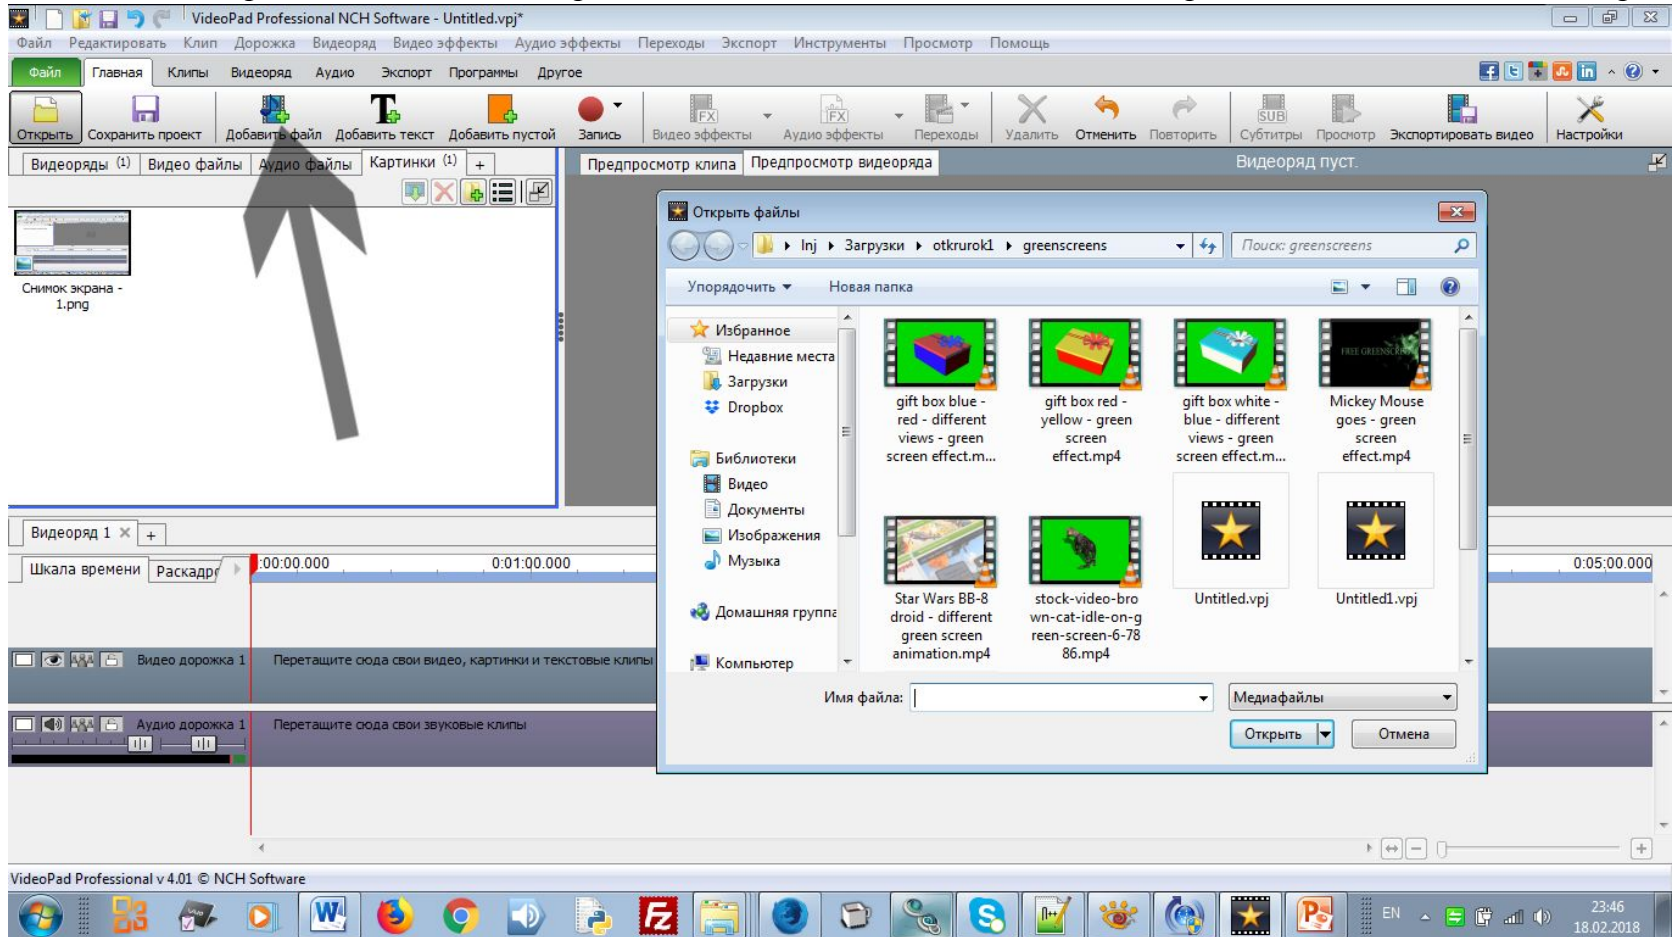 VideoPad Professional NCH Software - Untitled.vpj*
Файл Редактировать Клип Дорожка Видеоряд Видео эффекты Аудио эффекты Переходы Экспорт Инструменты Просмотр Помощь
Файл Главная Клипы Видеоряд Аудио Экспорт Программы Другое
Открыть Сохранить проект Добавить файл Добавить текст Добавить пустой Запись Видео эффекты Аудио эффекты Переходы Удалить Отменить Повторить Субтитры Просмотр Экспортировать видео Настройки
Видеоряды (1) Видео файлы Аудио файлы Картинки (1) +
Предпросмотр клипа Предпросмотр видеоряда Видеоряд пуст.
Снимок экрана -
1.png
Открыть файлы
Inj Загрузки otkrurok1 greenscreens Поиск: greenscreens
Упорядочить Новая папка
Избранное
Недавние места
Загрузки
Dropbox
Библиотеки
Видео
Документы
Изображения
Музыка
Домашняя группа
Компьютер
gift box blue -
red - different
views - green
screen effect.m...
gift box red -
yellow - green
screen
effect.mp4
gift box white -
blue - different
views - green
screen effect.m...
FREE GREENSCREEN
Mickey Mouse
goes - green
screen
effect.mp4
Star Wars BB-8
droid - different
green screen
animation.mp4
stock-video-bro
wn-cat-idle-on-g
reen-screen-6-78
86.mp4
Untitled.vpj
Untitled1.vpj
Имя файла: Медиафайлы
Открыть Отмена
Видеоряд 1 × +
Шкала времени Раскадро :00:00.000 0:01:00.000 0:05:00.000
Видео дорожка 1 Перетащите сюда свои видео, картинки и текстовые клипы
Аудио дорожка 1 Перетащите сюда свои звуковые клипы
VideoPad Professional v 4.01 © NCH Software
EN 23:46
18.02.2018